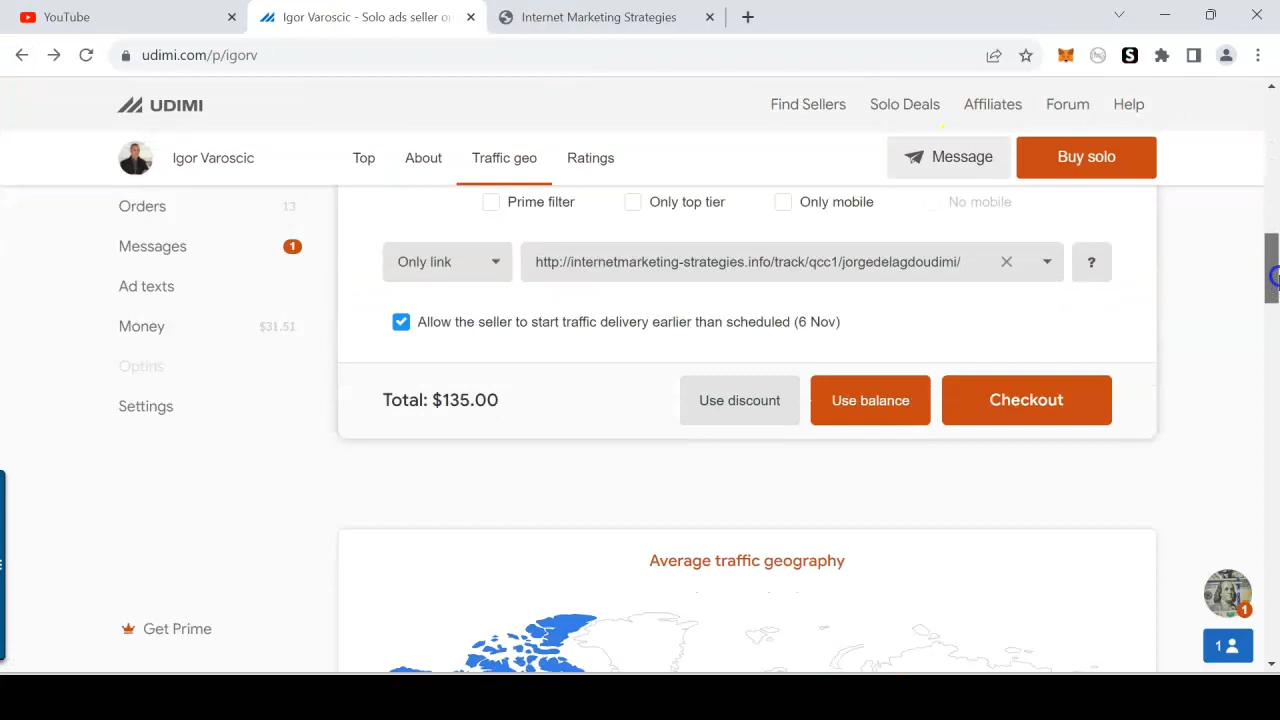 YouTube
Igor Varoscic - Solo ads seller o
Internet Marketing Strategies
udimi.com/p/igorv
UDIMI
Find Sellers
Solo Deals
Affiliates
Forum
Help
Igor Varoscic
Top
About
Traffic geo
Ratings
Message
Buy solo
Orders 13
Prime filter
Only top tier
Only mobile
No mobile
Messages 1
Only link
http://internetmarketing-strategies.info/track/qcc1/jorgedelagdoudimi/
?
Ad texts
Money $31.51
Allow the seller to start traffic delivery earlier than scheduled (6 Nov)
Optins
Settings
Total: $135.00
Use discount
Use balance
Checkout
Average traffic geography
Get Prime
1
1